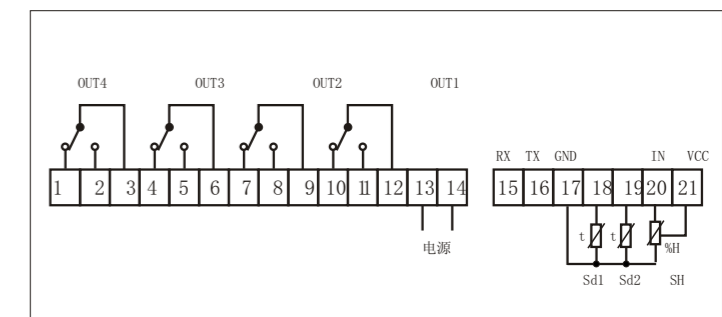 OUT4 OUT3 OUT2 OUT1
RX TX GND IN VCC
1 2 3 4 5 6 7 8 9 10 11 12 13 14 15 16 17 18 19 20 21
t t
电源 %H
Sd1 Sd2 SH